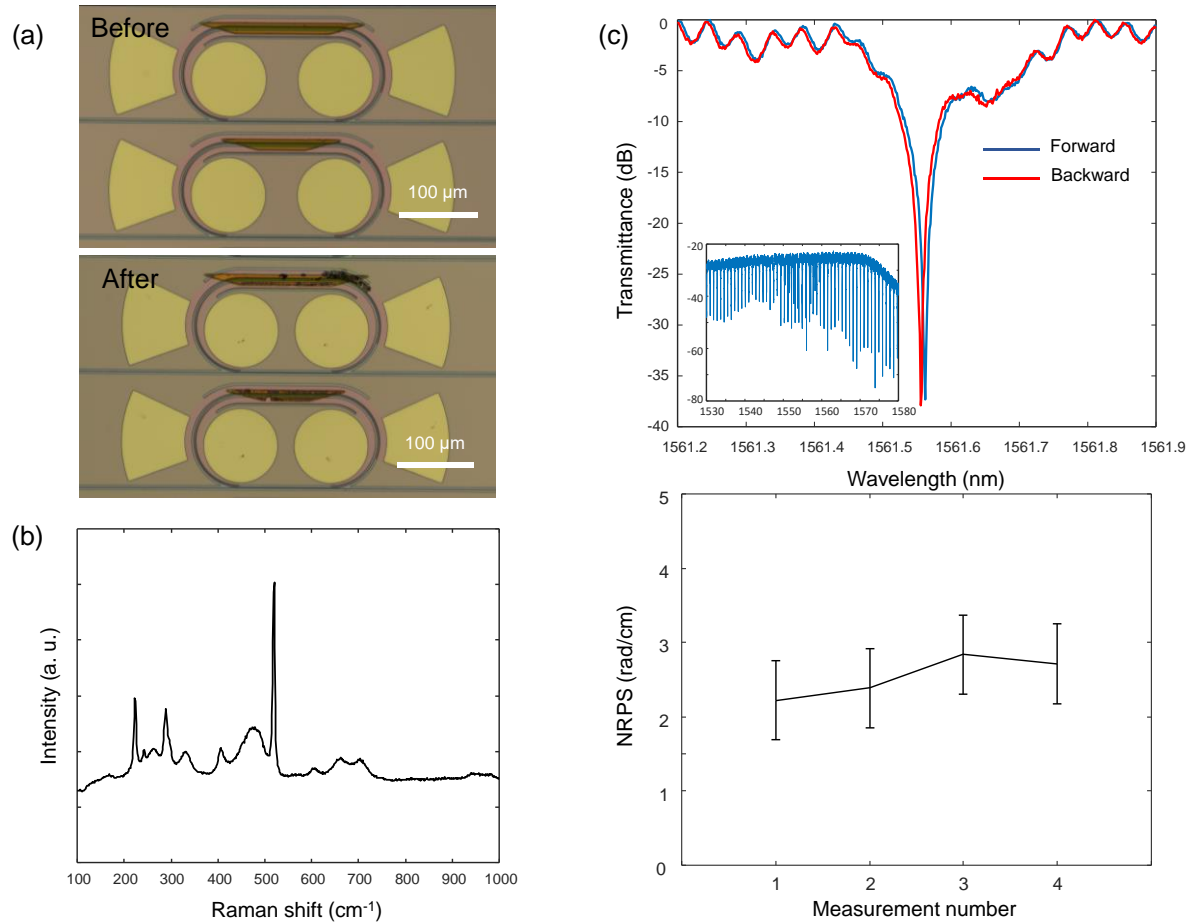 (a)
Before
100 µm
After
100 µm
(b)
Intensity (a. u.)
100 200 300 400 500 600 700 800 900 1000
Raman shift (cm-1)
(c)
Transmittance (dB)
0
-5
-10
-15
-20
-25
-30
-35
-40
Forward
Backward
-20
-40
-60
-80
1530 1540 1550 1560 1570 1580
1561.2 1561.3 1561.4 1561.5 1561.6 1561.7 1561.8 1561.9
Wavelength (nm)
NRPS (rad/cm)
5
4
3
2
1
0
1 2 3 4
Measurement number